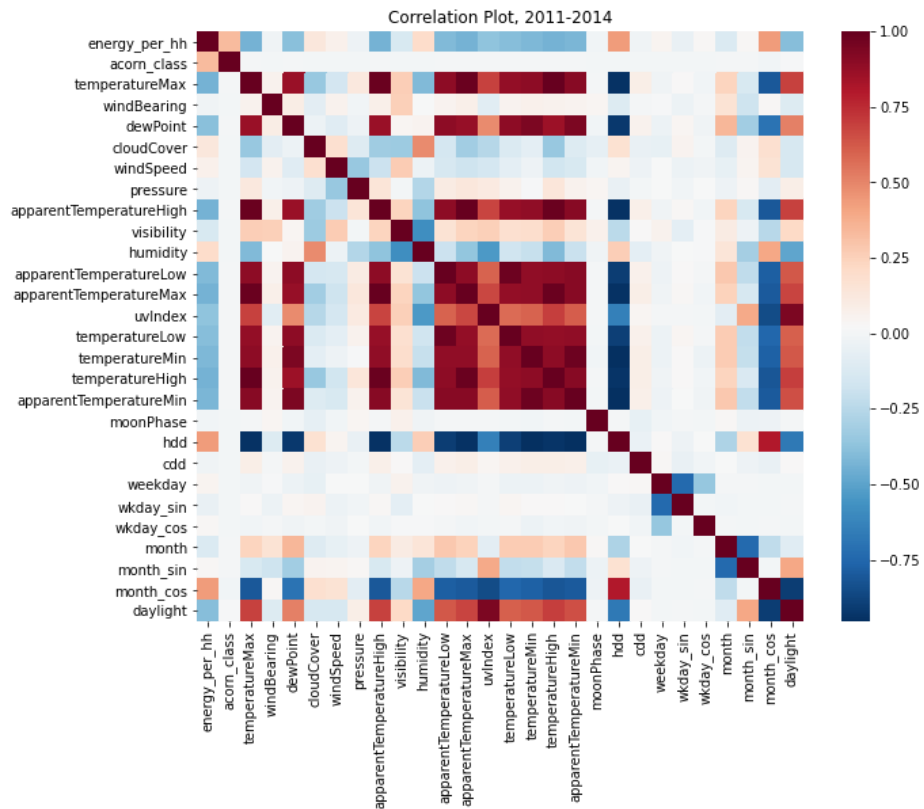 Correlation Plot, 2011-2014
energy_per_hh
acorn_class
temperatureMax
windBearing
dewPoint
cloudCover
windSpeed
pressure
apparentTemperatureHigh
visibility
humidity
apparentTemperatureLow
apparentTemperatureMax
uvIndex
temperatureLow
temperatureMin
temperatureHigh
apparentTemperatureMin
moonPhase
hdd
cdd
weekday
wkday_sin
wkday_cos
month
month_sin
month_cos
daylight
energy_per_hh
acorn_class
temperatureMax
windBearing
dewPoint
cloudCover
windSpeed
pressure
apparentTemperatureHigh
visibility
humidity
apparentTemperatureLow
apparentTemperatureMax
uvIndex
temperatureLow
temperatureMin
temperatureHigh
apparentTemperatureMin
moonPhase
hdd
cdd
weekday
wkday_sin
wkday_cos
month
month_sin
month_cos
daylight
1.00
0.75
0.50
0.25
0.00
−0.25
−0.50
−0.75